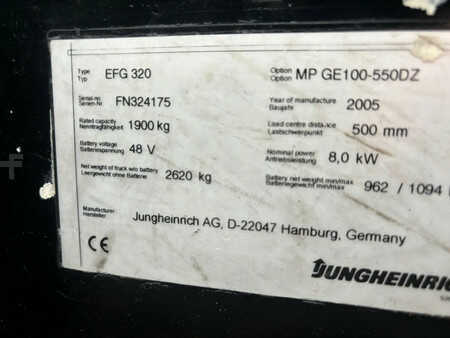 Type
Typ EFG 320 Option
Option MP GE100-550DZ
Serial-no.
Serien-Nr. FN324175 Year of manufacture
Baujahr 2005
Rated capacity
Nenntragfähigkeit 1900 kg Load centre distance
Lastschwerpunkt 500 mm
Battery voltage
Batteriespannung 48 V Nominal power
Antriebsleistung 8,0 kW
Net weight of truck w/o battery
Leergewicht ohne Batterie 2620 kg Battery net weight min/max
Batteriegewicht min/max 962 / 1094
Manufacturer
Hersteller Jungheinrich AG, D-22047 Hamburg, Germany
CE
JUNGHEINRIC